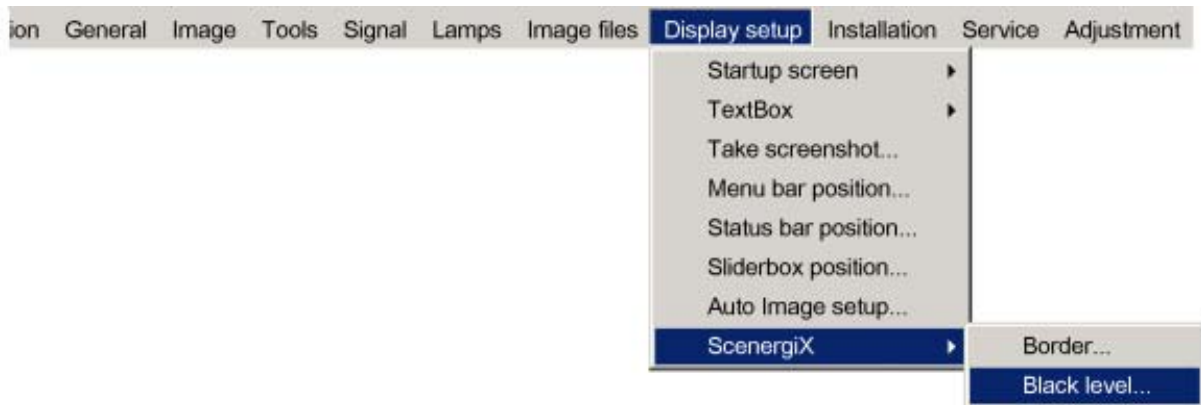 ion General Image Tools Signal Lamps Image files Display setup Installation Service Adjustment
Startup screen
TextBox
Take screenshot...
Menu bar position...
Status bar position...
Sliderbox position...
Auto Image setup...
ScenergiX
Border...
Black level...